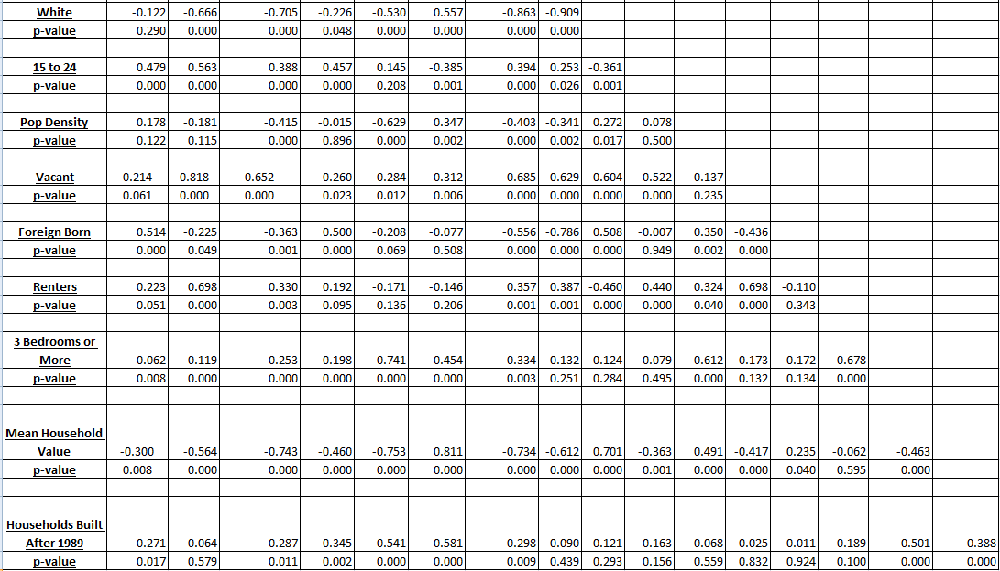 White -0.122 -0.666 -0.705 -0.226 -0.530 0.557 -0.863 -0.909
p-value 0.290 0.000 0.000 0.048 0.000 0.000 0.000 0.000
15 to 24 0.479 0.563 0.388 0.457 0.145 -0.385 0.394 0.253 -0.361
p-value 0.000 0.000 0.000 0.000 0.208 0.001 0.000 0.026 0.001
Pop Density 0.178 -0.181 -0.415 -0.015 -0.629 0.347 -0.403 -0.341 0.272 0.078
p-value 0.122 0.115 0.000 0.896 0.000 0.002 0.000 0.002 0.017 0.500
Vacant 0.214 0.818 0.652 0.260 0.284 -0.312 0.685 0.629 -0.604 0.522 -0.137
p-value 0.061 0.000 0.000 0.023 0.012 0.006 0.000 0.000 0.000 0.000 0.235
Foreign Born 0.514 -0.225 -0.363 0.500 -0.208 -0.077 -0.556 -0.786 0.508 -0.007 0.350 -0.436
p-value 0.000 0.049 0.001 0.000 0.069 0.508 0.000 0.000 0.000 0.949 0.002 0.000
Renters 0.223 0.698 0.330 0.192 -0.171 -0.146 0.357 0.387 -0.460 0.440 0.324 0.698 -0.110
p-value 0.051 0.000 0.003 0.095 0.136 0.206 0.001 0.001 0.000 0.000 0.040 0.000 0.343
3 Bedrooms or
More 0.062 -0.119 0.253 0.198 0.741 -0.454 0.334 0.132 -0.124 -0.079 -0.612 -0.173 -0.172 -0.678
p-value 0.008 0.000 0.000 0.000 0.000 0.000 0.003 0.251 0.284 0.495 0.000 0.132 0.134 0.000
Mean Household
Value -0.300 -0.564 -0.743 -0.460 -0.753 0.811 -0.734 -0.612 0.701 -0.363 0.491 -0.417 0.235 -0.062 -0.463
p-value 0.008 0.000 0.000 0.000 0.000 0.000 0.000 0.000 0.000 0.001 0.000 0.000 0.040 0.595 0.000
Households Built
After 1989 -0.271 -0.064 -0.287 -0.345 -0.541 0.581 -0.298 -0.090 0.121 -0.163 0.068 0.025 -0.011 0.189 -0.501 0.388
p-value 0.017 0.579 0.011 0.002 0.000 0.000 0.009 0.439 0.293 0.156 0.559 0.832 0.924 0.100 0.000 0.000